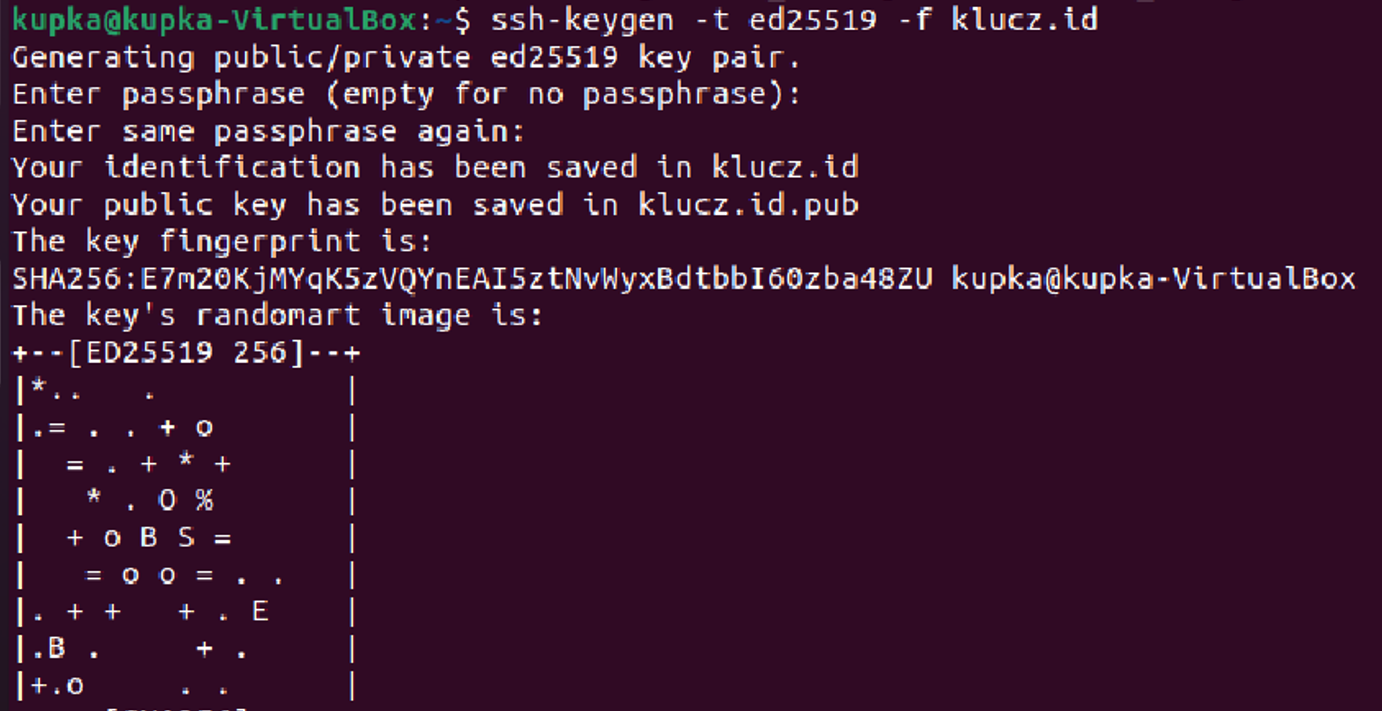 kupka@kupka-VirtualBox:~$ ssh-keygen -t ed25519 -f klucz.id
Generating public/private ed25519 key pair.
Enter passphrase (empty for no passphrase):
Enter same passphrase again:
Your identification has been saved in klucz.id
Your public key has been saved in klucz.id.pub
The key fingerprint is:
SHA256:E7m20KjMYqK5zVQYnEAI5ztNvWyxBdtbbI60zba48ZU kupka@kupka-VirtualBox
The key's randomart image is:
+--[ED25519 256]--+
|*..   .          |
|.= . . + o       |
|  = . + * +      |
|   * . O %       |
|  + o B S =      |
|   = o o = . .   |
|. + +   + . E    |
|.B .     + .     |
|+.o     . .      |